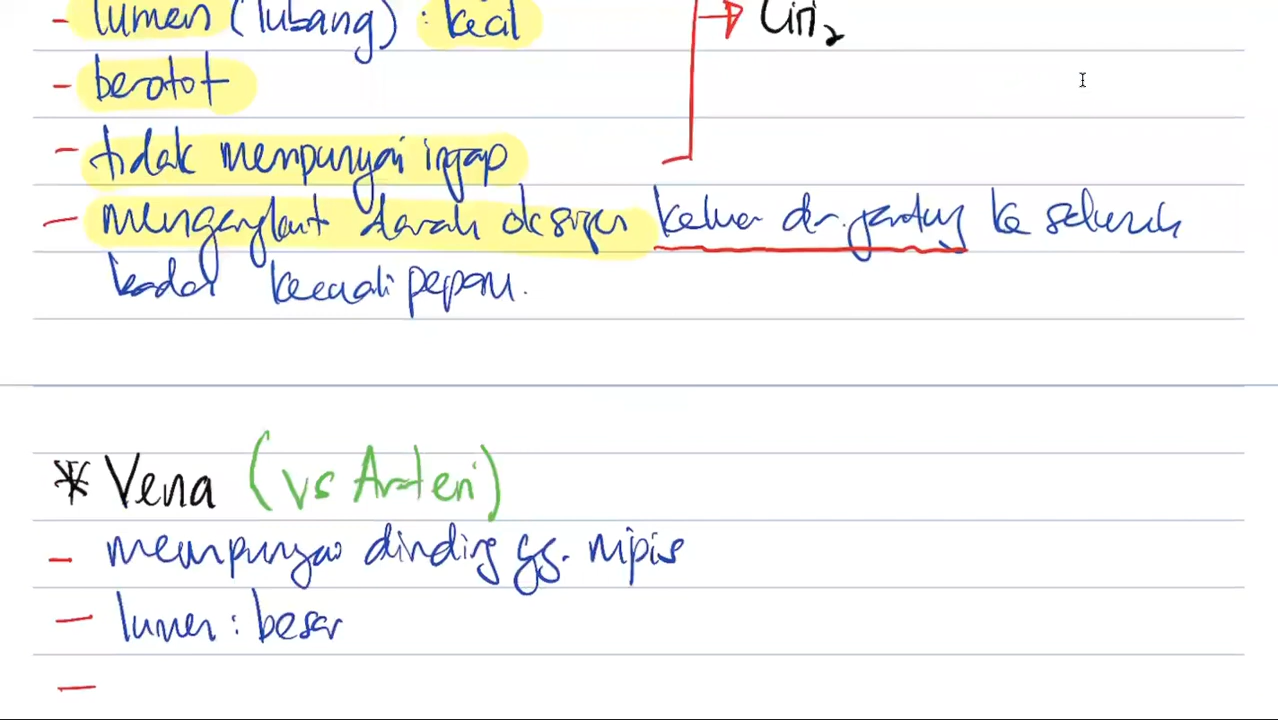 - lumen (lubang) : kecil
Ciri2
- berotot
- tidak mempunyai injap
- mengangkut darah oksigen keluar dr. jantung ke seluruh
badan kecuali peparu.
* Vena (vs Arteri)
- mempunyai dinding yg. nipis
- lumen : besar
-